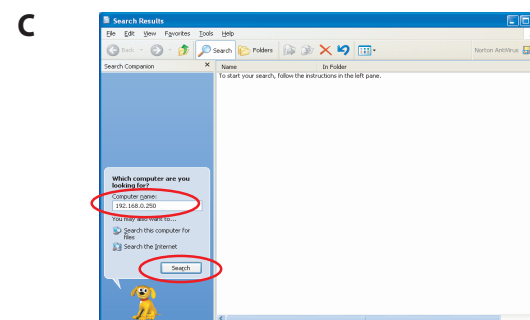 C
Search Results
File Edit View Favorites Tools Help
Back Search Folders Norton AntiVirus
Search Companion Name In Folder
To start your search, follow the instructions in the left pane.
Which computer are you
looking for?
Computer name:
192.168.0.250
You may also want to...
Search this computer for
files
Search the Internet
Search